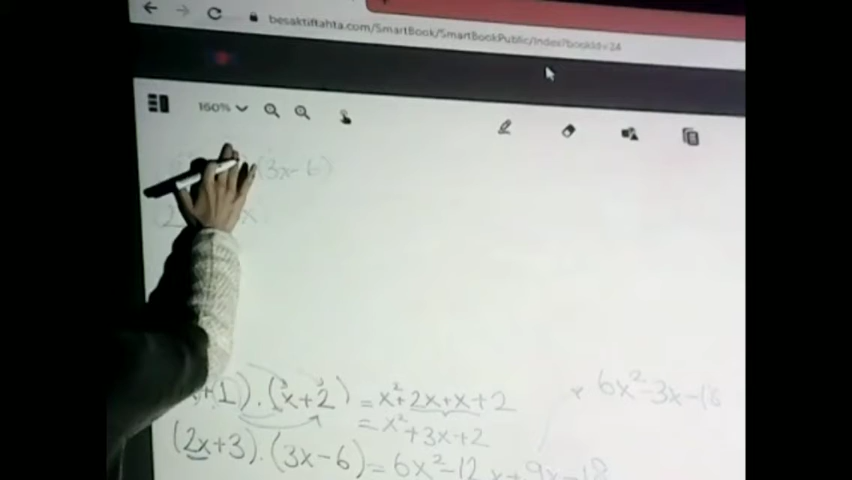 besaktiftahta.com/SmartBook/SmartBookPublic/Index?bookId=24
160%
(3x-6)
+1).(x+2)=x²+2x+x+2
=x²+3x+2
6x²-3x-18
(2x+3).(3x-6)=6x²-12x+9x-18